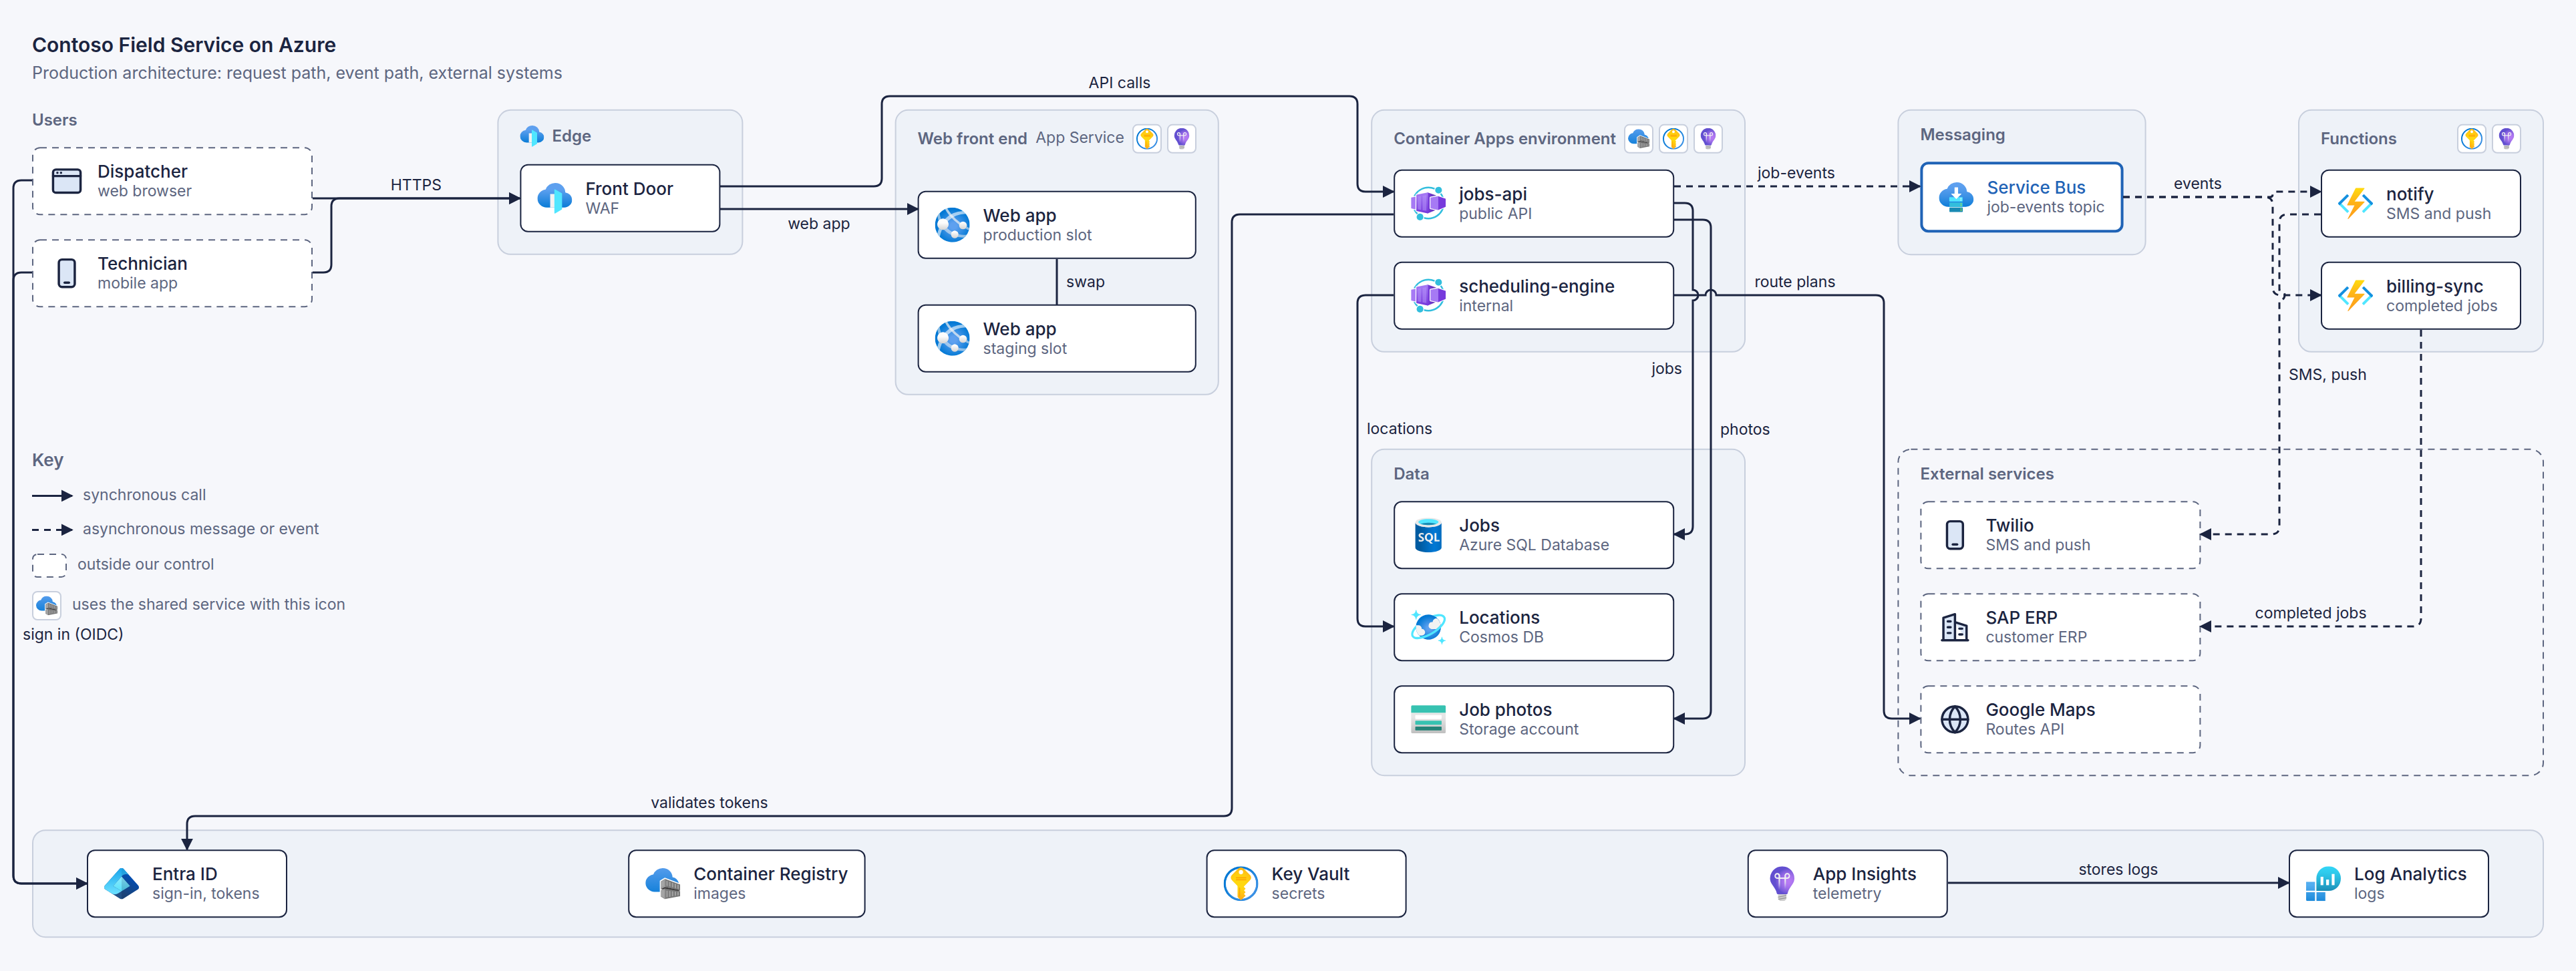 Contoso Field Service on Azure
Production architecture: request path, event path, external systems
Users
Dispatcher
web browser
Technician
mobile app
HTTPS
Edge
Front Door
WAF
API calls
web app
Web front end App Service
Web app
production slot
swap
Web app
staging slot
Container Apps environment
jobs-api
public API
scheduling-engine
internal
job-events
route plans
Messaging
Service Bus
job-events topic
events
Functions
notify
SMS and push
billing-sync
completed jobs
jobs
SMS, push
locations
photos
Key
synchronous call
asynchronous message or event
outside our control
uses the shared service with this icon
sign in (OIDC)
Data
Jobs
Azure SQL Database
SQL
Locations
Cosmos DB
Job photos
Storage account
External services
Twilio
SMS and push
SAP ERP
customer ERP
completed jobs
Google Maps
Routes API
validates tokens
Entra ID
sign-in, tokens
Container Registry
images
Key Vault
secrets
App Insights
telemetry
stores logs
Log Analytics
logs